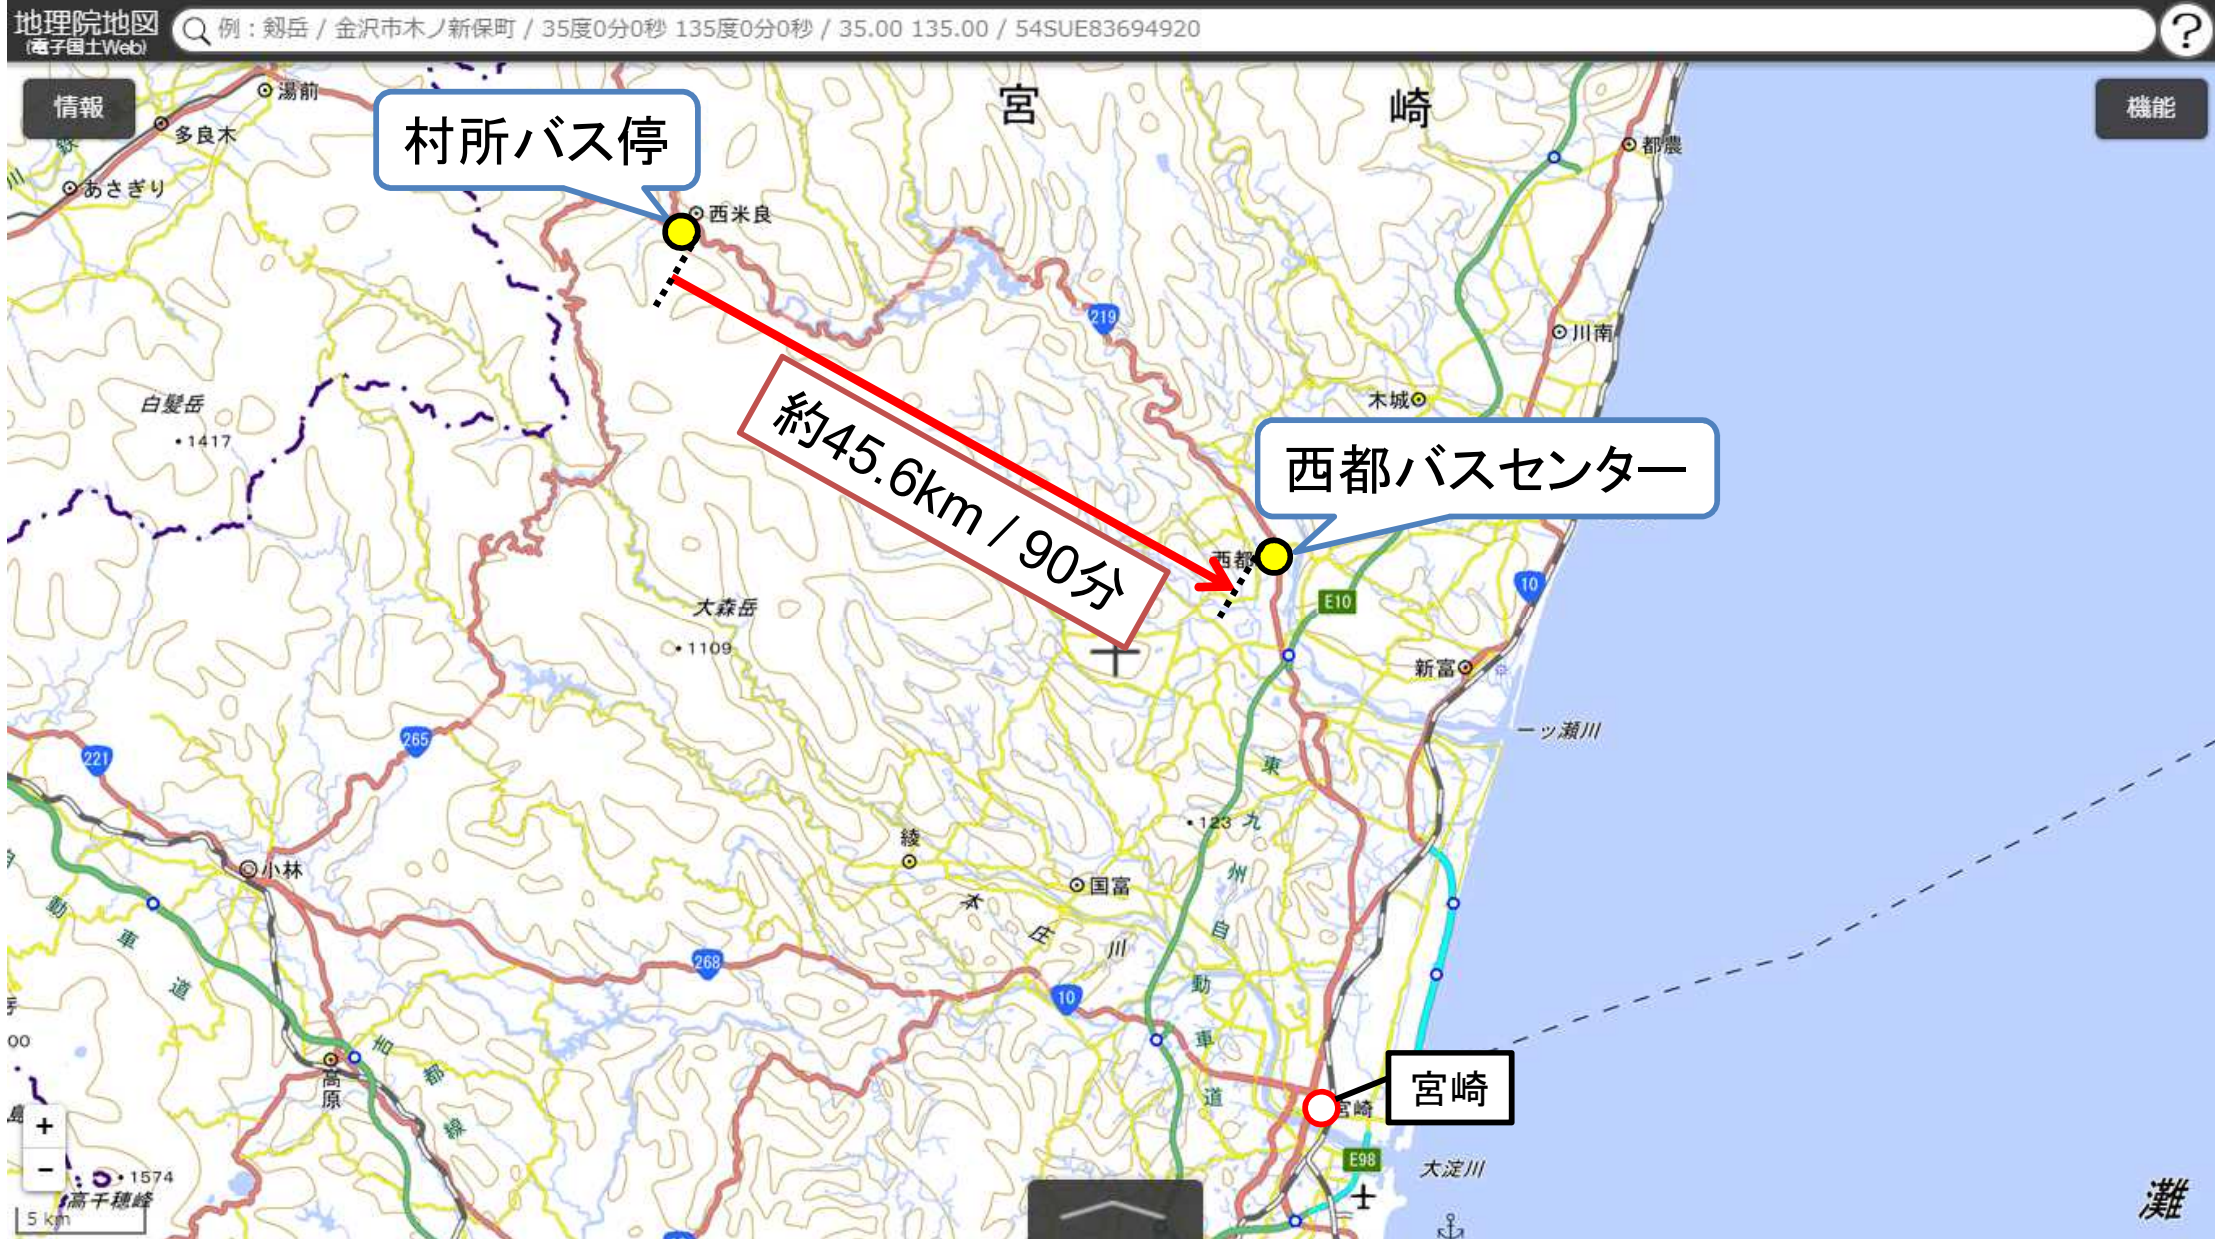 地理院地図
(電子国土Web)
例：剱岳 / 金沢市木ノ新保町 / 35度0分0秒 135度0分0秒 / 35.00 135.00 / 54SUE83694920
?
情報
機能
湯前
多良木
あさぎり
川
村所バス停
宮
崎
都農
西米良
219
川南
白髪岳
1417
木城
約45.6km / 90分
西都バスセンター
西都
E10
10
大森岳
1109
新富
一ッ瀬川
265
221
東
九
州
自
動
車
道
123
綾
小林
国富
本
庄
川
動
車
道
268
10
高原
吉
都
線
宮崎
宮崎
E98
大淀川
+
−
1574
高千穂峰
5 km
灘